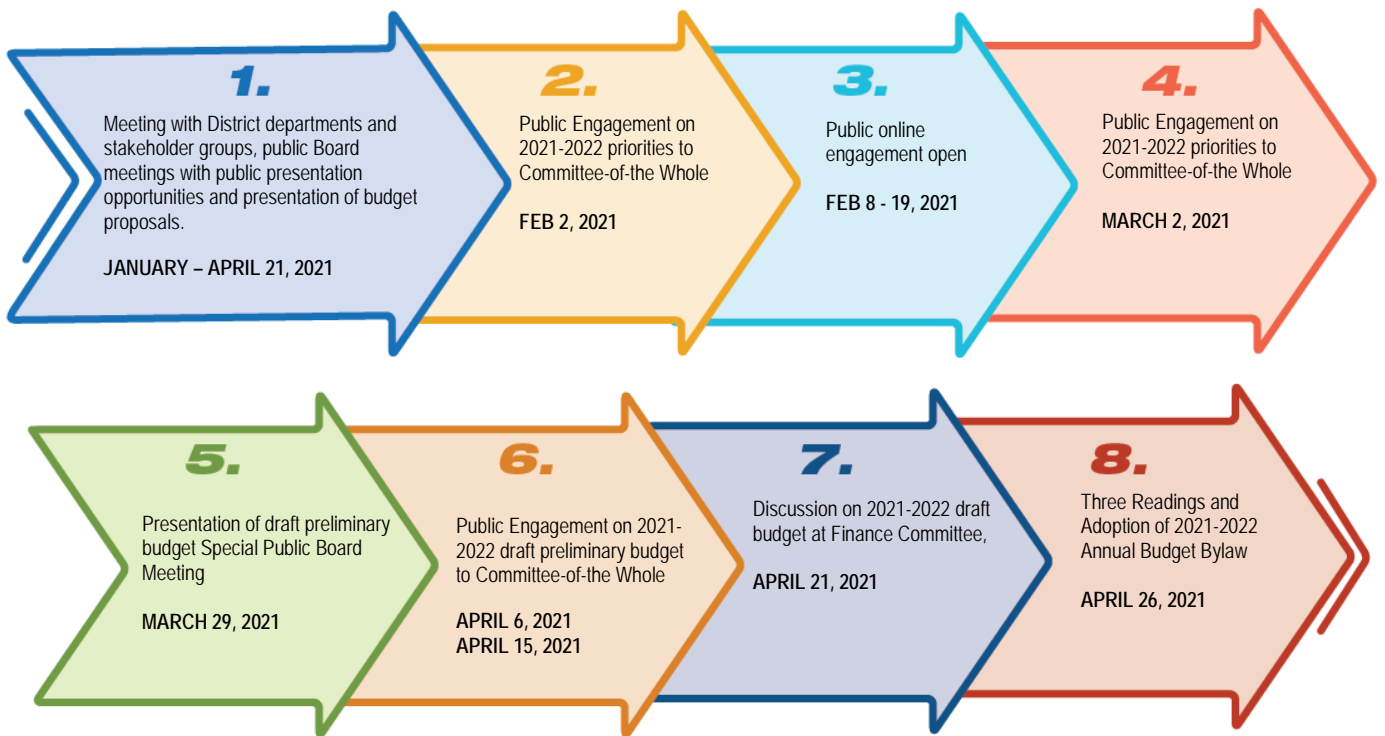 1.
Meeting with District departments and
stakeholder groups, public Board
meetings with public presentation
opportunities and presentation of budget
proposals.
JANUARY – APRIL 21, 2021
2.
Public Engagement on
2021-2022 priorities to
Committee-of-the Whole
FEB 2, 2021
3.
Public online
engagement open
FEB 8 - 19, 2021
4.
Public Engagement on
2021-2022 priorities to
Committee-of-the Whole
MARCH 2, 2021
5.
Presentation of draft preliminary
budget Special Public Board
Meeting
MARCH 29, 2021
6.
Public Engagement on 2021-
2022 draft preliminary budget
to Committee-of-the Whole
APRIL 6, 2021
APRIL 15, 2021
7.
Discussion on 2021-2022 draft
budget at Finance Committee,
APRIL 21, 2021
8.
Three Readings and
Adoption of 2021-2022
Annual Budget Bylaw
APRIL 26, 2021